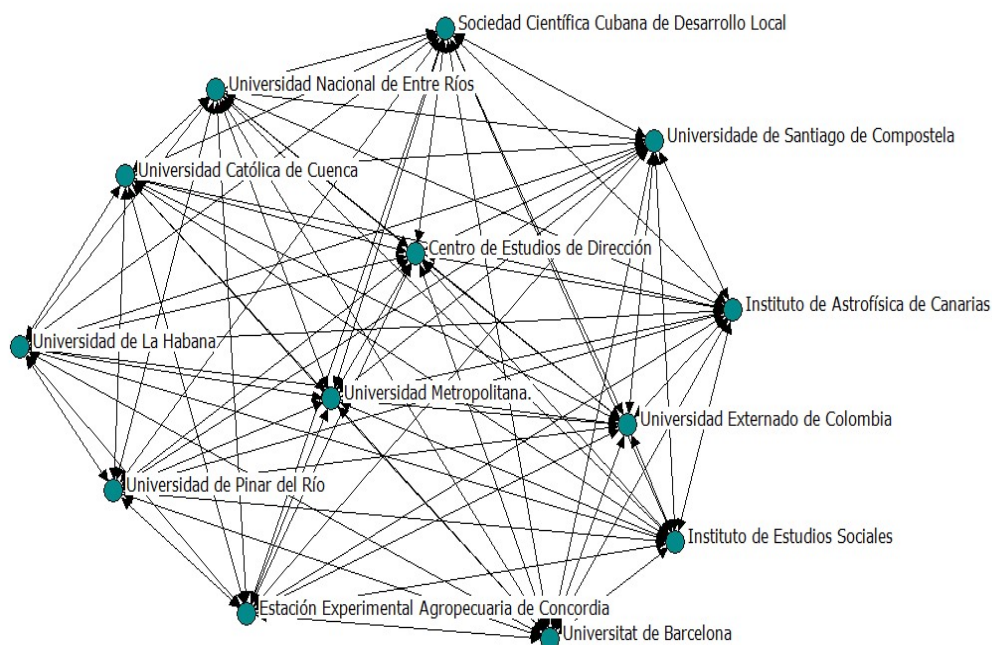 Sociedad Científica Cubana de Desarrollo Local
Universidad Nacional de Entre Ríos
Universidade de Santiago de Compostela
Universidad Católica de Cuenca
Centro de Estudios de Dirección
Instituto de Astrofísica de Canarias
Universidad de La Habana
Universidad Metropolitana.
Universidad Externado de Colombia
Universidad de Pinar del Río
Instituto de Estudios Sociales
Estación Experimental Agropecuaria de Concordia
Universitat de Barcelona